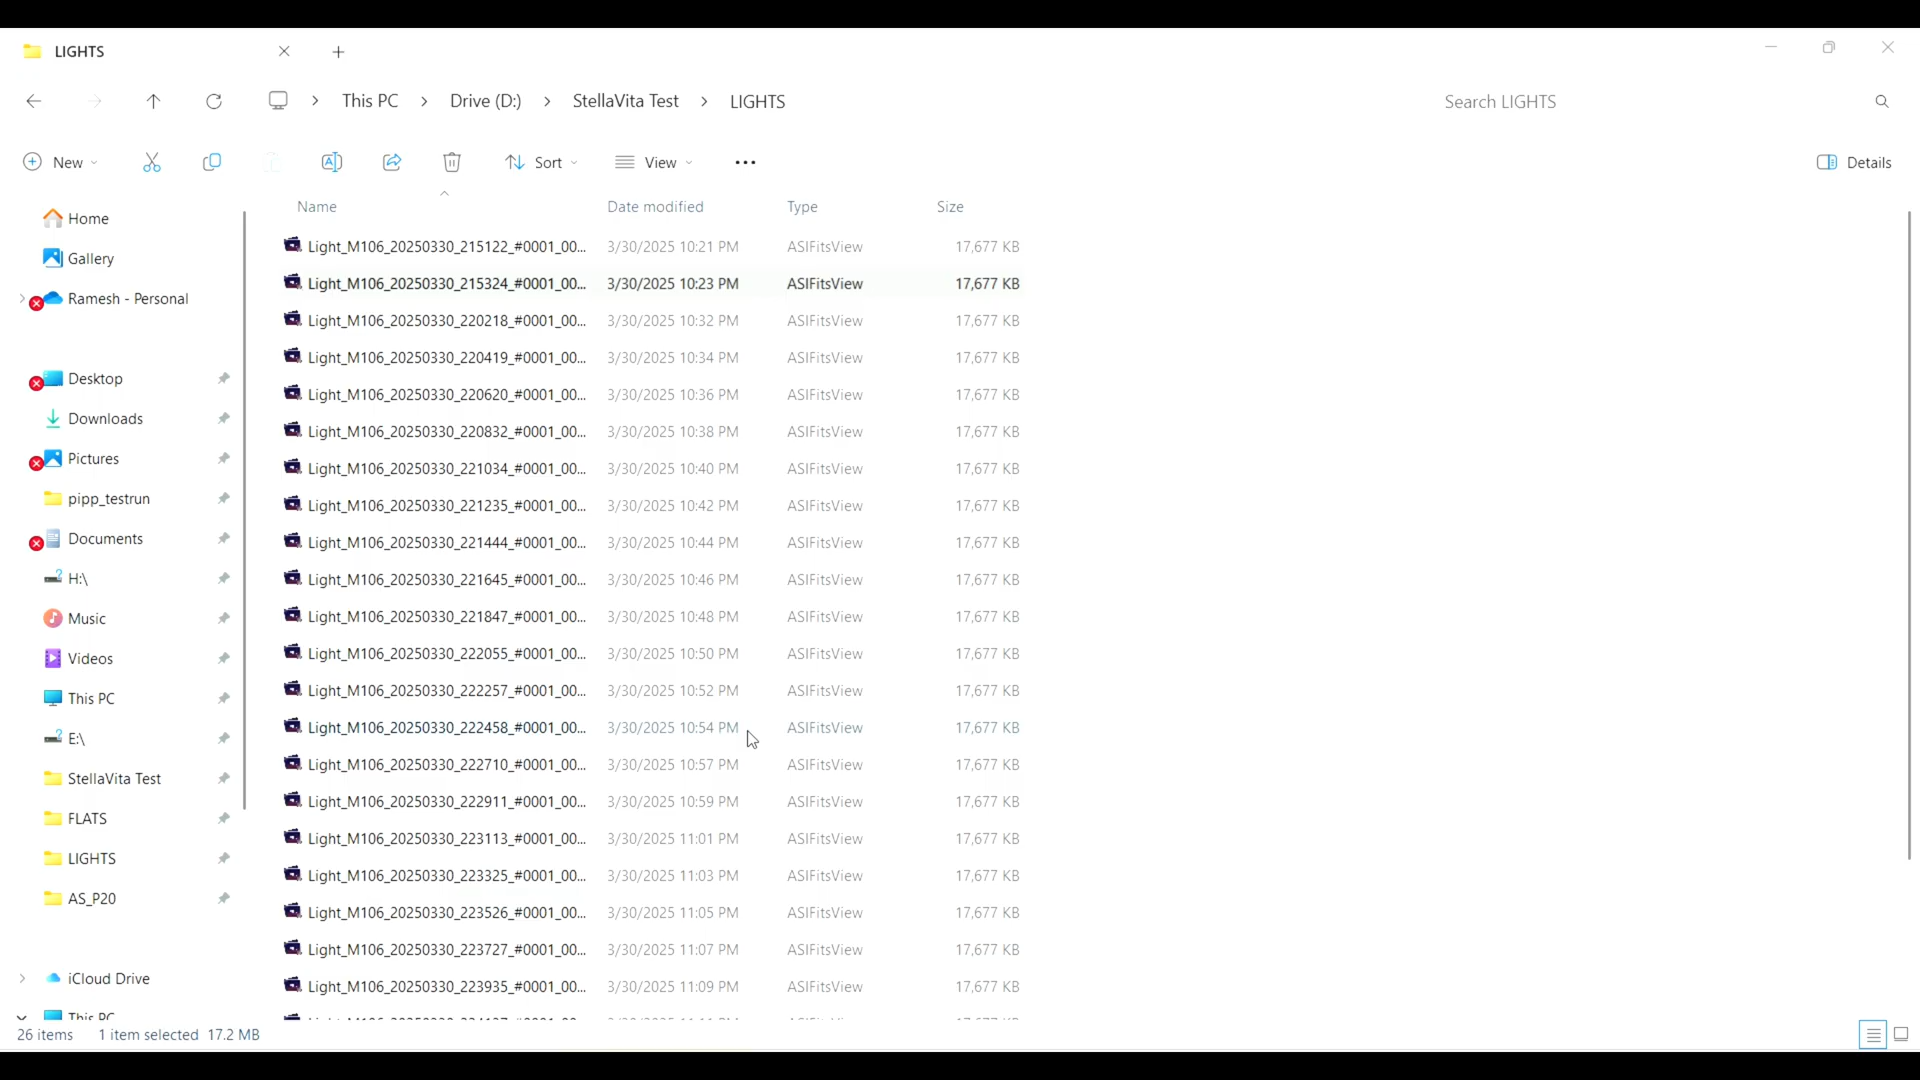 LIGHTS
This PC > Drive (D:) > StellaVita Test > LIGHTS
Search LIGHTS
New
Sort
View
Details
Name Date modified Type Size
Home
Gallery
Ramesh - Personal
Desktop
Downloads
Pictures
pipp_testrun
Documents
H:\
Music
Videos
This PC
E:\
StellaVita Test
FLATS
LIGHTS
AS_P20
iCloud Drive
This PC
Light_M106_20250330_215122_#0001_00... 3/30/2025 10:21 PM ASIFitsView 17,677 KB
Light_M106_20250330_215324_#0001_00... 3/30/2025 10:23 PM ASIFitsView 17,677 KB
Light_M106_20250330_220218_#0001_00... 3/30/2025 10:32 PM ASIFitsView 17,677 KB
Light_M106_20250330_220419_#0001_00... 3/30/2025 10:34 PM ASIFitsView 17,677 KB
Light_M106_20250330_220620_#0001_00... 3/30/2025 10:36 PM ASIFitsView 17,677 KB
Light_M106_20250330_220832_#0001_00... 3/30/2025 10:38 PM ASIFitsView 17,677 KB
Light_M106_20250330_221034_#0001_00... 3/30/2025 10:40 PM ASIFitsView 17,677 KB
Light_M106_20250330_221235_#0001_00... 3/30/2025 10:42 PM ASIFitsView 17,677 KB
Light_M106_20250330_221444_#0001_00... 3/30/2025 10:44 PM ASIFitsView 17,677 KB
Light_M106_20250330_221645_#0001_00... 3/30/2025 10:46 PM ASIFitsView 17,677 KB
Light_M106_20250330_221847_#0001_00... 3/30/2025 10:48 PM ASIFitsView 17,677 KB
Light_M106_20250330_222055_#0001_00... 3/30/2025 10:50 PM ASIFitsView 17,677 KB
Light_M106_20250330_222257_#0001_00... 3/30/2025 10:52 PM ASIFitsView 17,677 KB
Light_M106_20250330_222458_#0001_00... 3/30/2025 10:54 PM ASIFitsView 17,677 KB
Light_M106_20250330_222710_#0001_00... 3/30/2025 10:57 PM ASIFitsView 17,677 KB
Light_M106_20250330_222911_#0001_00... 3/30/2025 10:59 PM ASIFitsView 17,677 KB
Light_M106_20250330_223113_#0001_00... 3/30/2025 11:01 PM ASIFitsView 17,677 KB
Light_M106_20250330_223325_#0001_00... 3/30/2025 11:03 PM ASIFitsView 17,677 KB
Light_M106_20250330_223526_#0001_00... 3/30/2025 11:05 PM ASIFitsView 17,677 KB
Light_M106_20250330_223727_#0001_00... 3/30/2025 11:07 PM ASIFitsView 17,677 KB
Light_M106_20250330_223935_#0001_00... 3/30/2025 11:09 PM ASIFitsView 17,677 KB
26 items 1 item selected 17.2 MB